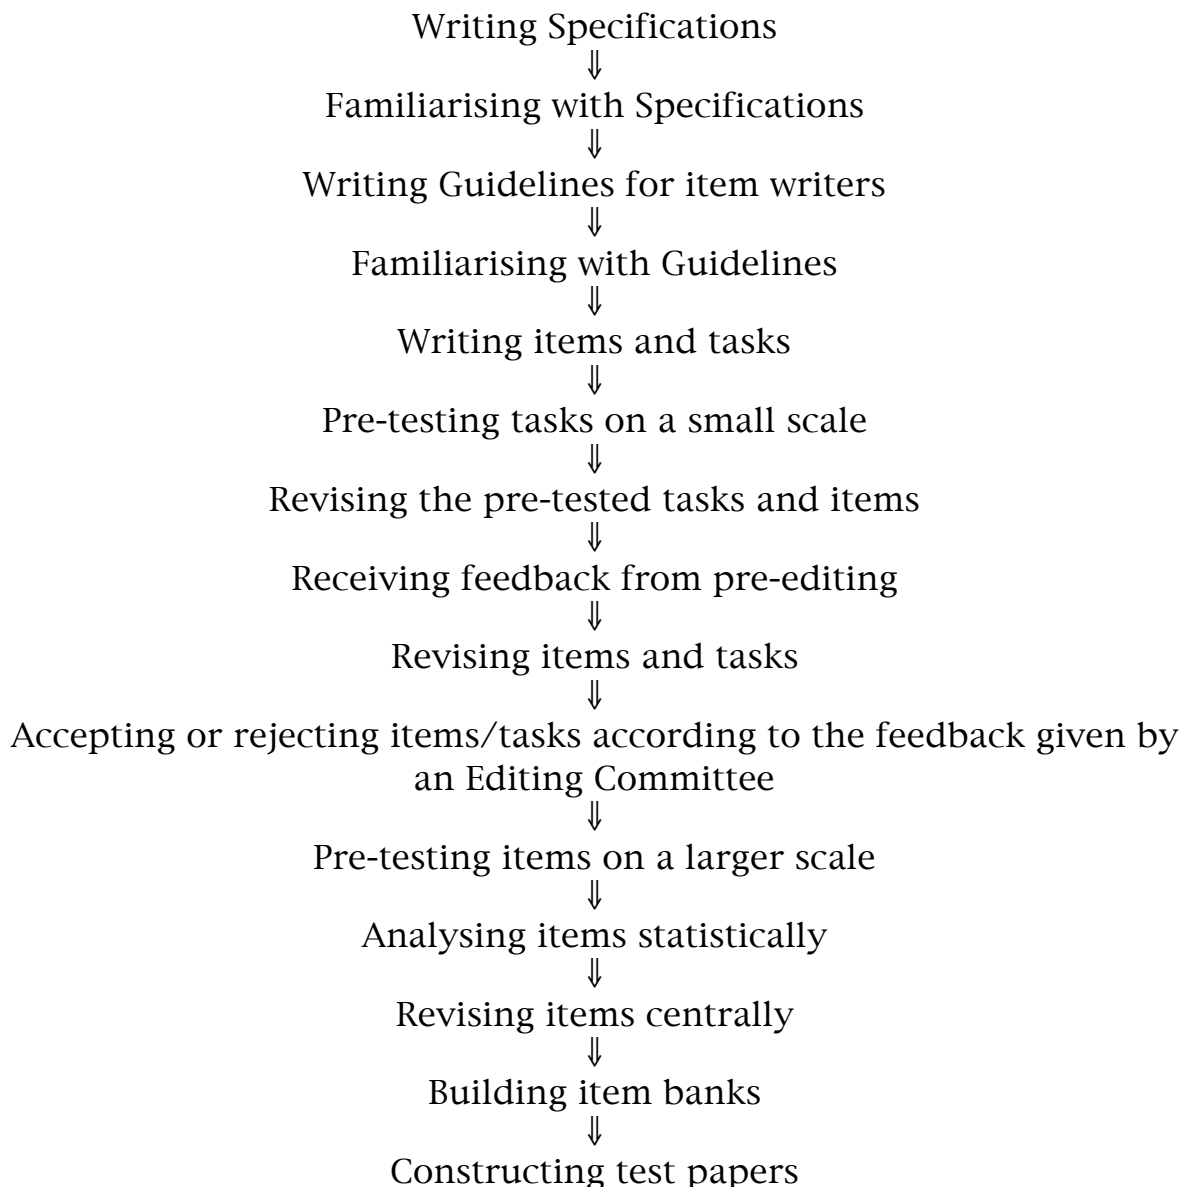 Writing Specifications
⇓
Familiarising with Specifications
⇓
Writing Guidelines for item writers
⇓
Familiarising with Guidelines
⇓
Writing items and tasks
⇓
Pre-testing tasks on a small scale
⇓
Revising the pre-tested tasks and items
⇓
Receiving feedback from pre-editing
⇓
Revising items and tasks
⇓
Accepting or rejecting items/tasks according to the feedback given by
an Editing Committee
⇓
Pre-testing items on a larger scale
⇓
Analysing items statistically
⇓
Revising items centrally
⇓
Building item banks
⇓
Constructing test papers